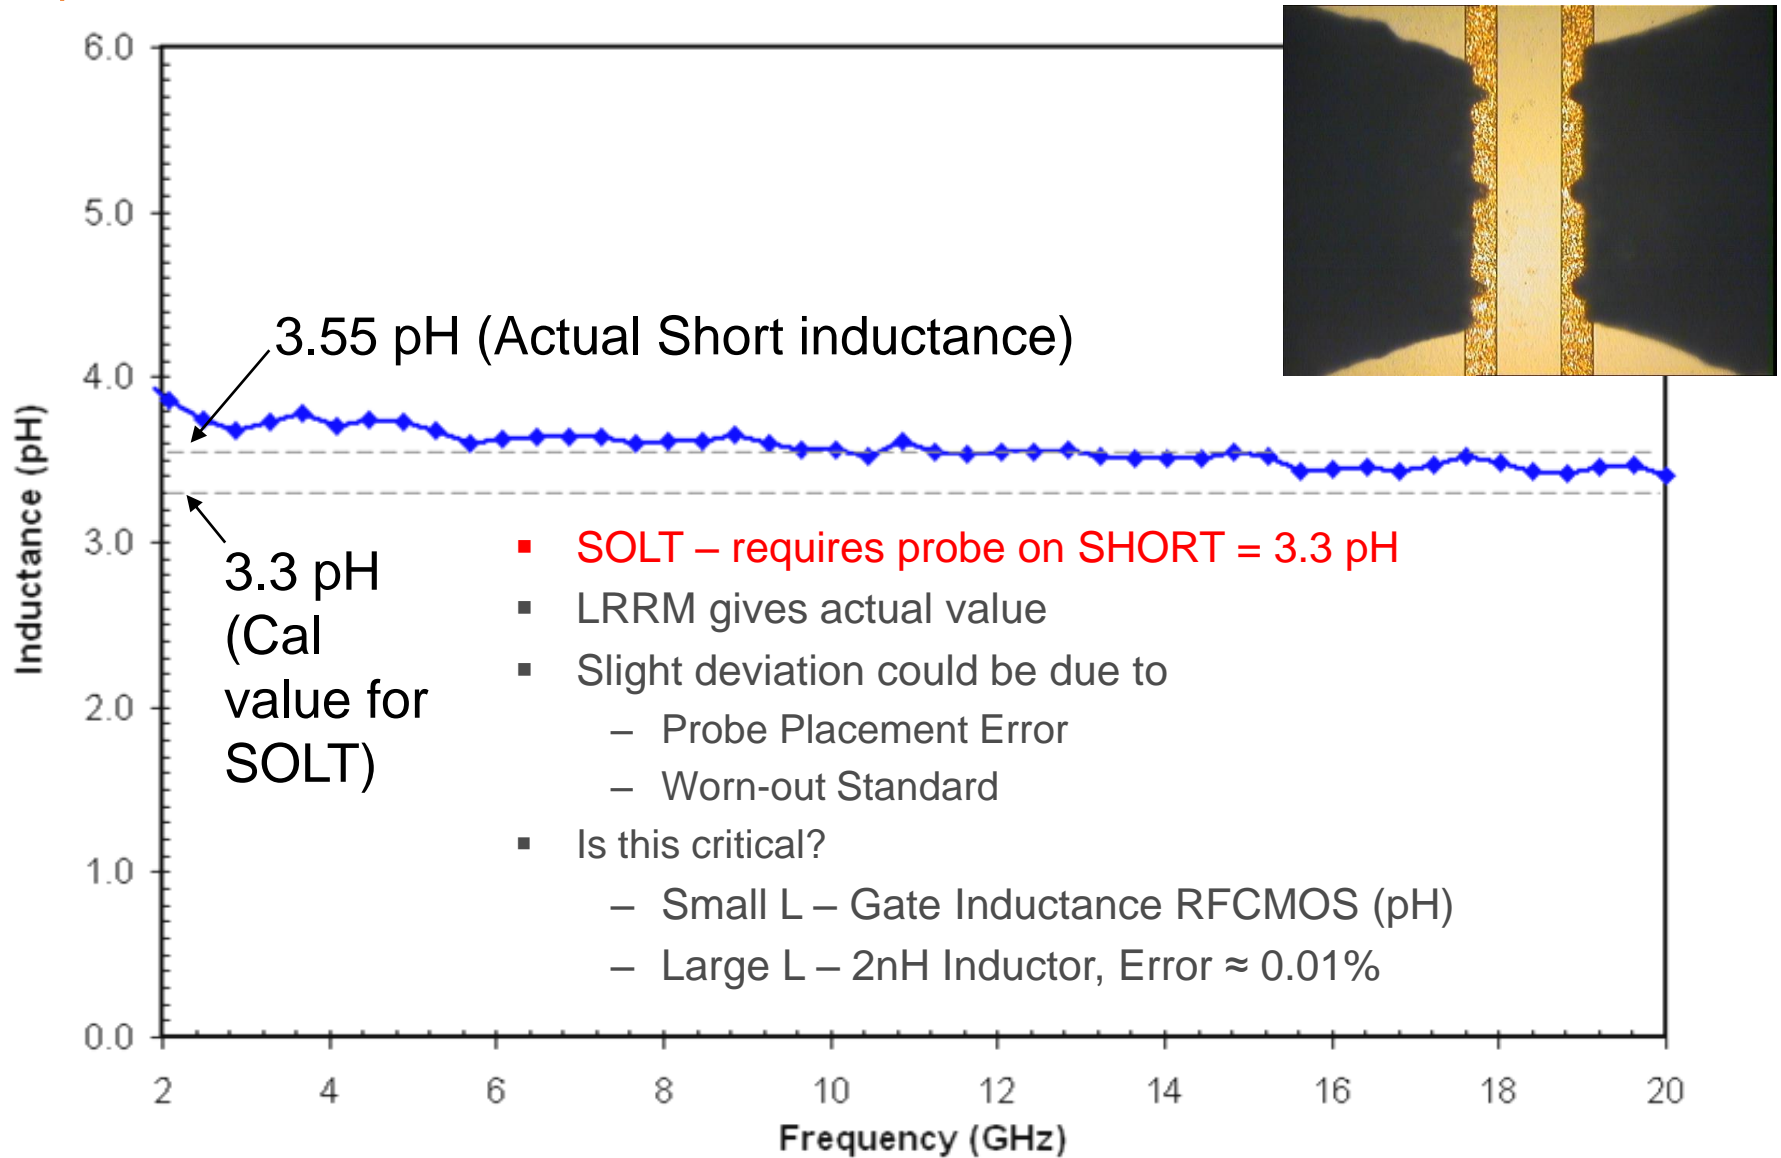 6.0
5.0
4.0
3.0
2.0
1.0
0.0
Inductance (pH)
3.55 pH (Actual Short inductance)
3.3 pH
(Cal
value for
SOLT)
▪ SOLT – requires probe on SHORT = 3.3 pH
▪ LRRM gives actual value
▪ Slight deviation could be due to
– Probe Placement Error
– Worn-out Standard
▪ Is this critical?
– Small L – Gate Inductance RFCMOS (pH)
– Large L – 2nH Inductor, Error ≈ 0.01%
2 4 6 8 10 12 14 16 18 20
Frequency (GHz)